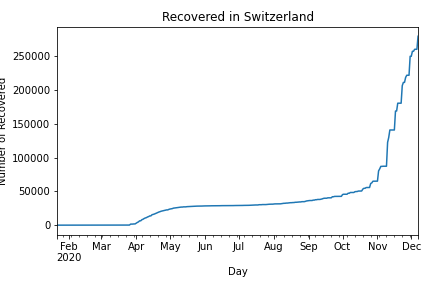 Recovered in Switzerland
Number of Recovered
250000
200000
150000
100000
50000
0
Feb Mar Apr May Jun Jul Aug Sep Oct Nov Dec
2020
Day